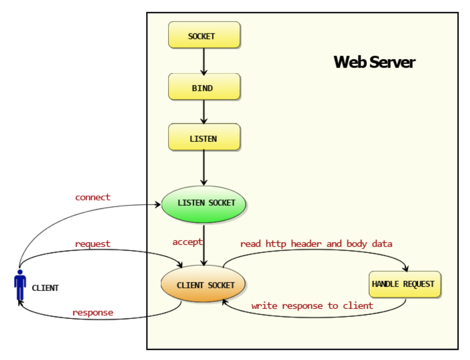 SOCKET
Web Server
BIND
LISTEN
connect
LISTEN SOCKET
request
accept
read http header and body data
CLIENT
CLIENT SOCKET
HANDLE REQUEST
response
write response to client